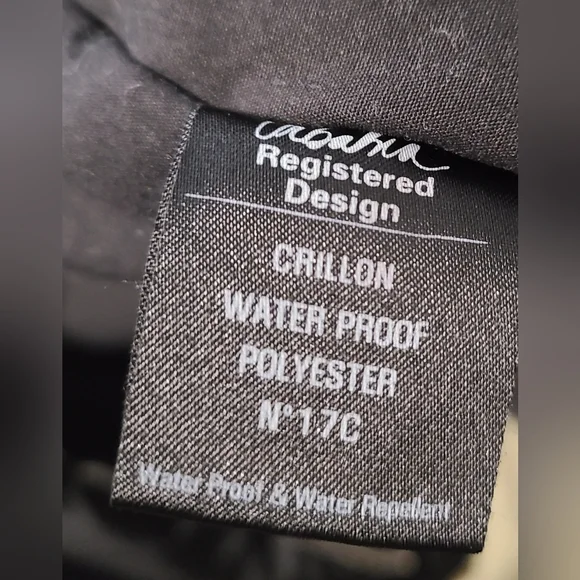 Registered
Design
CRILLON
WATER PROOF
POLYESTER
N°17C
Water Proof & Water Repellent